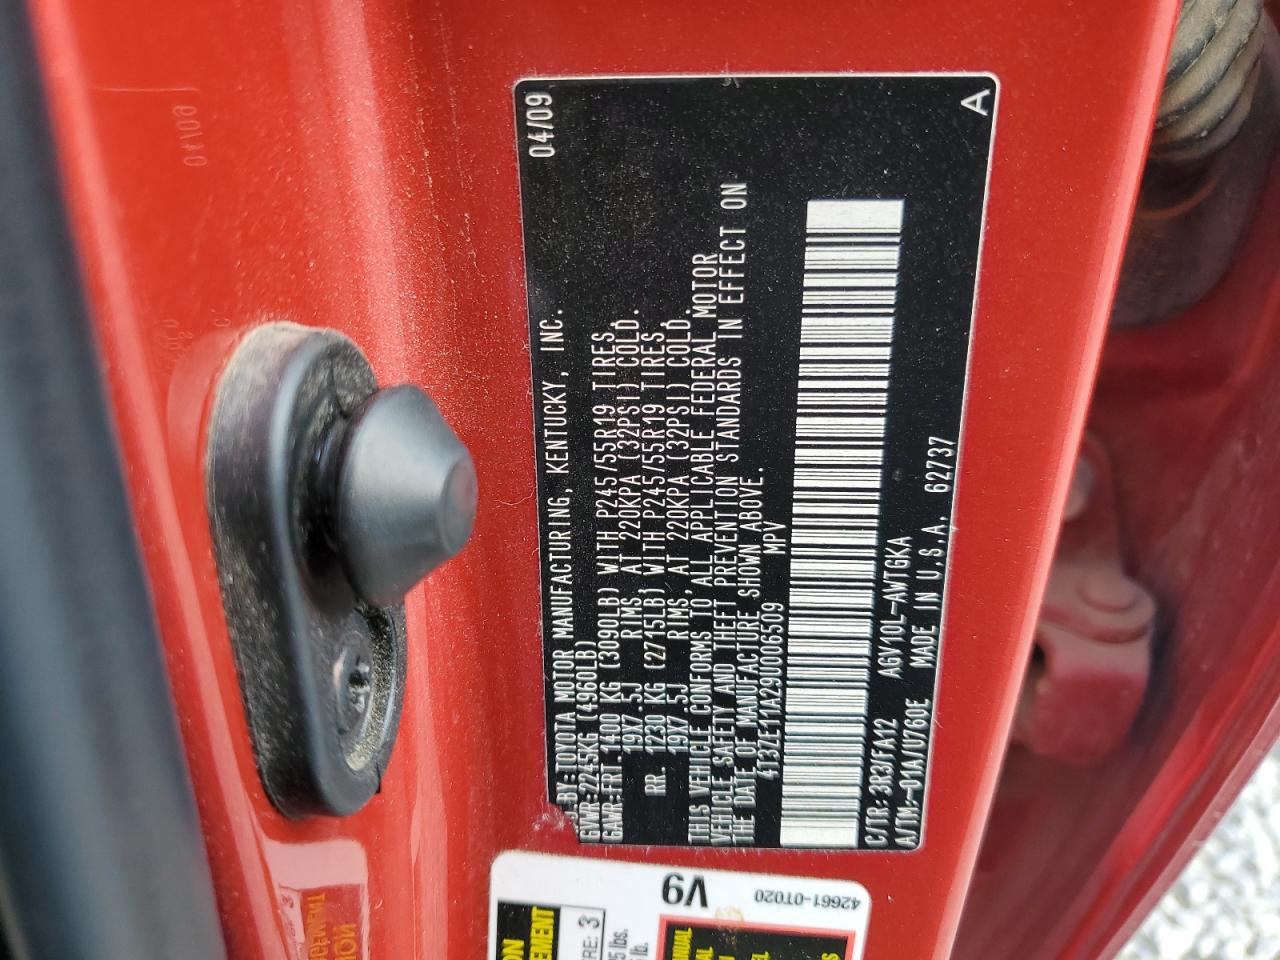 04/09
BY:TOYOTA MOTOR MANUFACTURING, KENTUCKY, INC.
GVWR:2245KG (4960LB)
GAWR:FRT. 1400 KG (3090LB) WITH P245/55R19 TIRES,
19X7.5J RIMS, AT 220KPA (32PSI) COLD.
RR. 1230 KG (2715LB) WITH P245/55R19 TIRES,
19X7.5J RIMS, AT 220KPA (32PSI) COLD.
THIS VEHICLE CONFORMS TO ALL APPLICABLE FEDERAL MOTOR
VEHICLE SAFETY AND THEFT PREVENTION STANDARDS IN EFFECT ON
THE DATE OF MANUFACTURE SHOWN ABOVE.
4T3ZE11A29U006509 MPV
C/TR:3R3/FA12 AGV10L-AWTGKA
A/TM:-01A/U760E MADE IN U.S.A. 62737
A
V9
42661-0T020